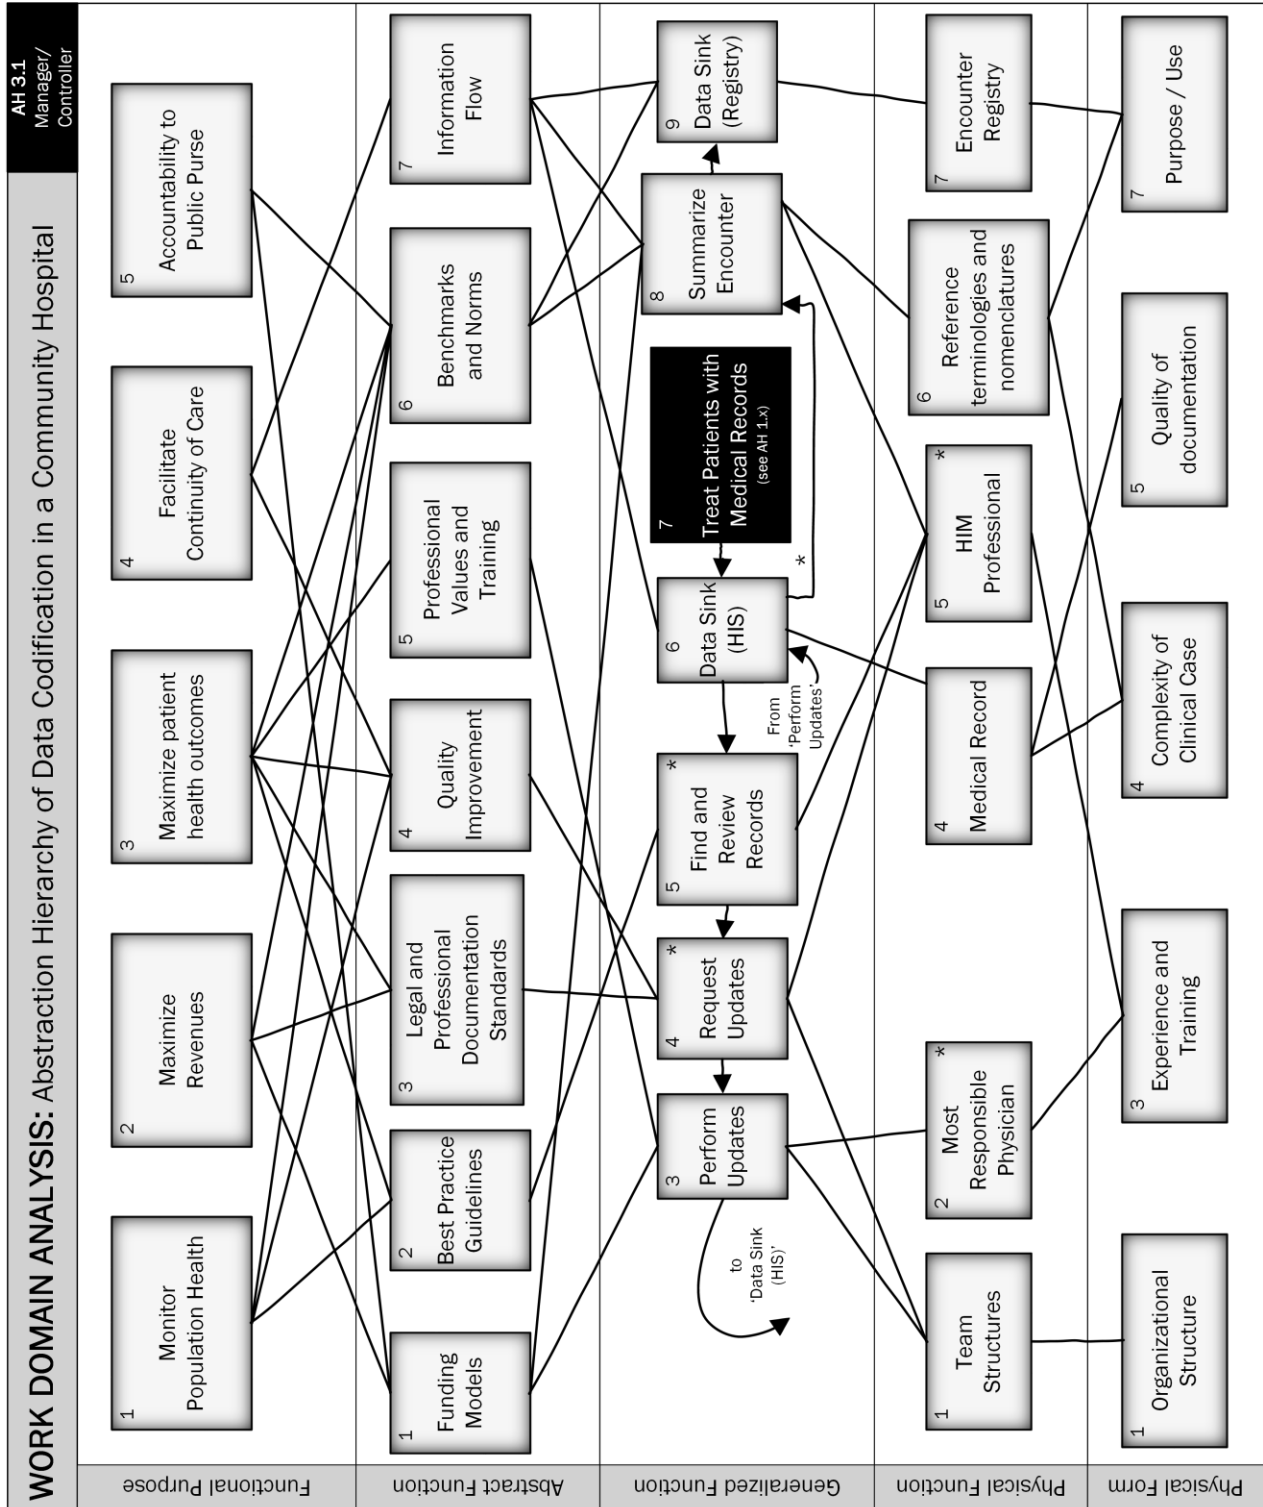 WORK DOMAIN ANALYSIS: Abstraction Hierarchy of Data Codification in a Community Hospital
AH 3.1
Manager/
Controller
Functional Purpose
1
Monitor
Population Health
2
Maximize
Revenues
3
Maximize patient
health outcomes
4
Facilitate
Continuity of Care
5
Accountability to
Public Purse
Abstract Function
1
Funding
Models
2
Best Practice
Guidelines
3
Legal and
Professional
Documentation
Standards
4
Quality
Improvement
5
Professional
Values and
Training
6
Benchmarks
and Norms
7
Information
Flow
Generalized Function
to
'Data Sink
(HIS)'
3
Perform
Updates
4
*
Request
Updates
5
*
Find and
Review
Records
From
'Perform
Updates'
6
Data Sink
(HIS)
*
7
Treat Patients with
Medical Records
(see AH 1.x)
8
Summarize
Encounter
9
Data Sink
(Registry)
Physical Function
1
Team
Structures
2
*
Most
Responsible
Physician
4
Medical Record
5
*
HIM
Professional
6
Reference
terminologies and
nomenclatures
7
Encounter
Registry
Physical Form
1
Organizational
Structure
3
Experience and
Training
4
Complexity of
Clinical Case
5
Quality of
documentation
7
Purpose / Use